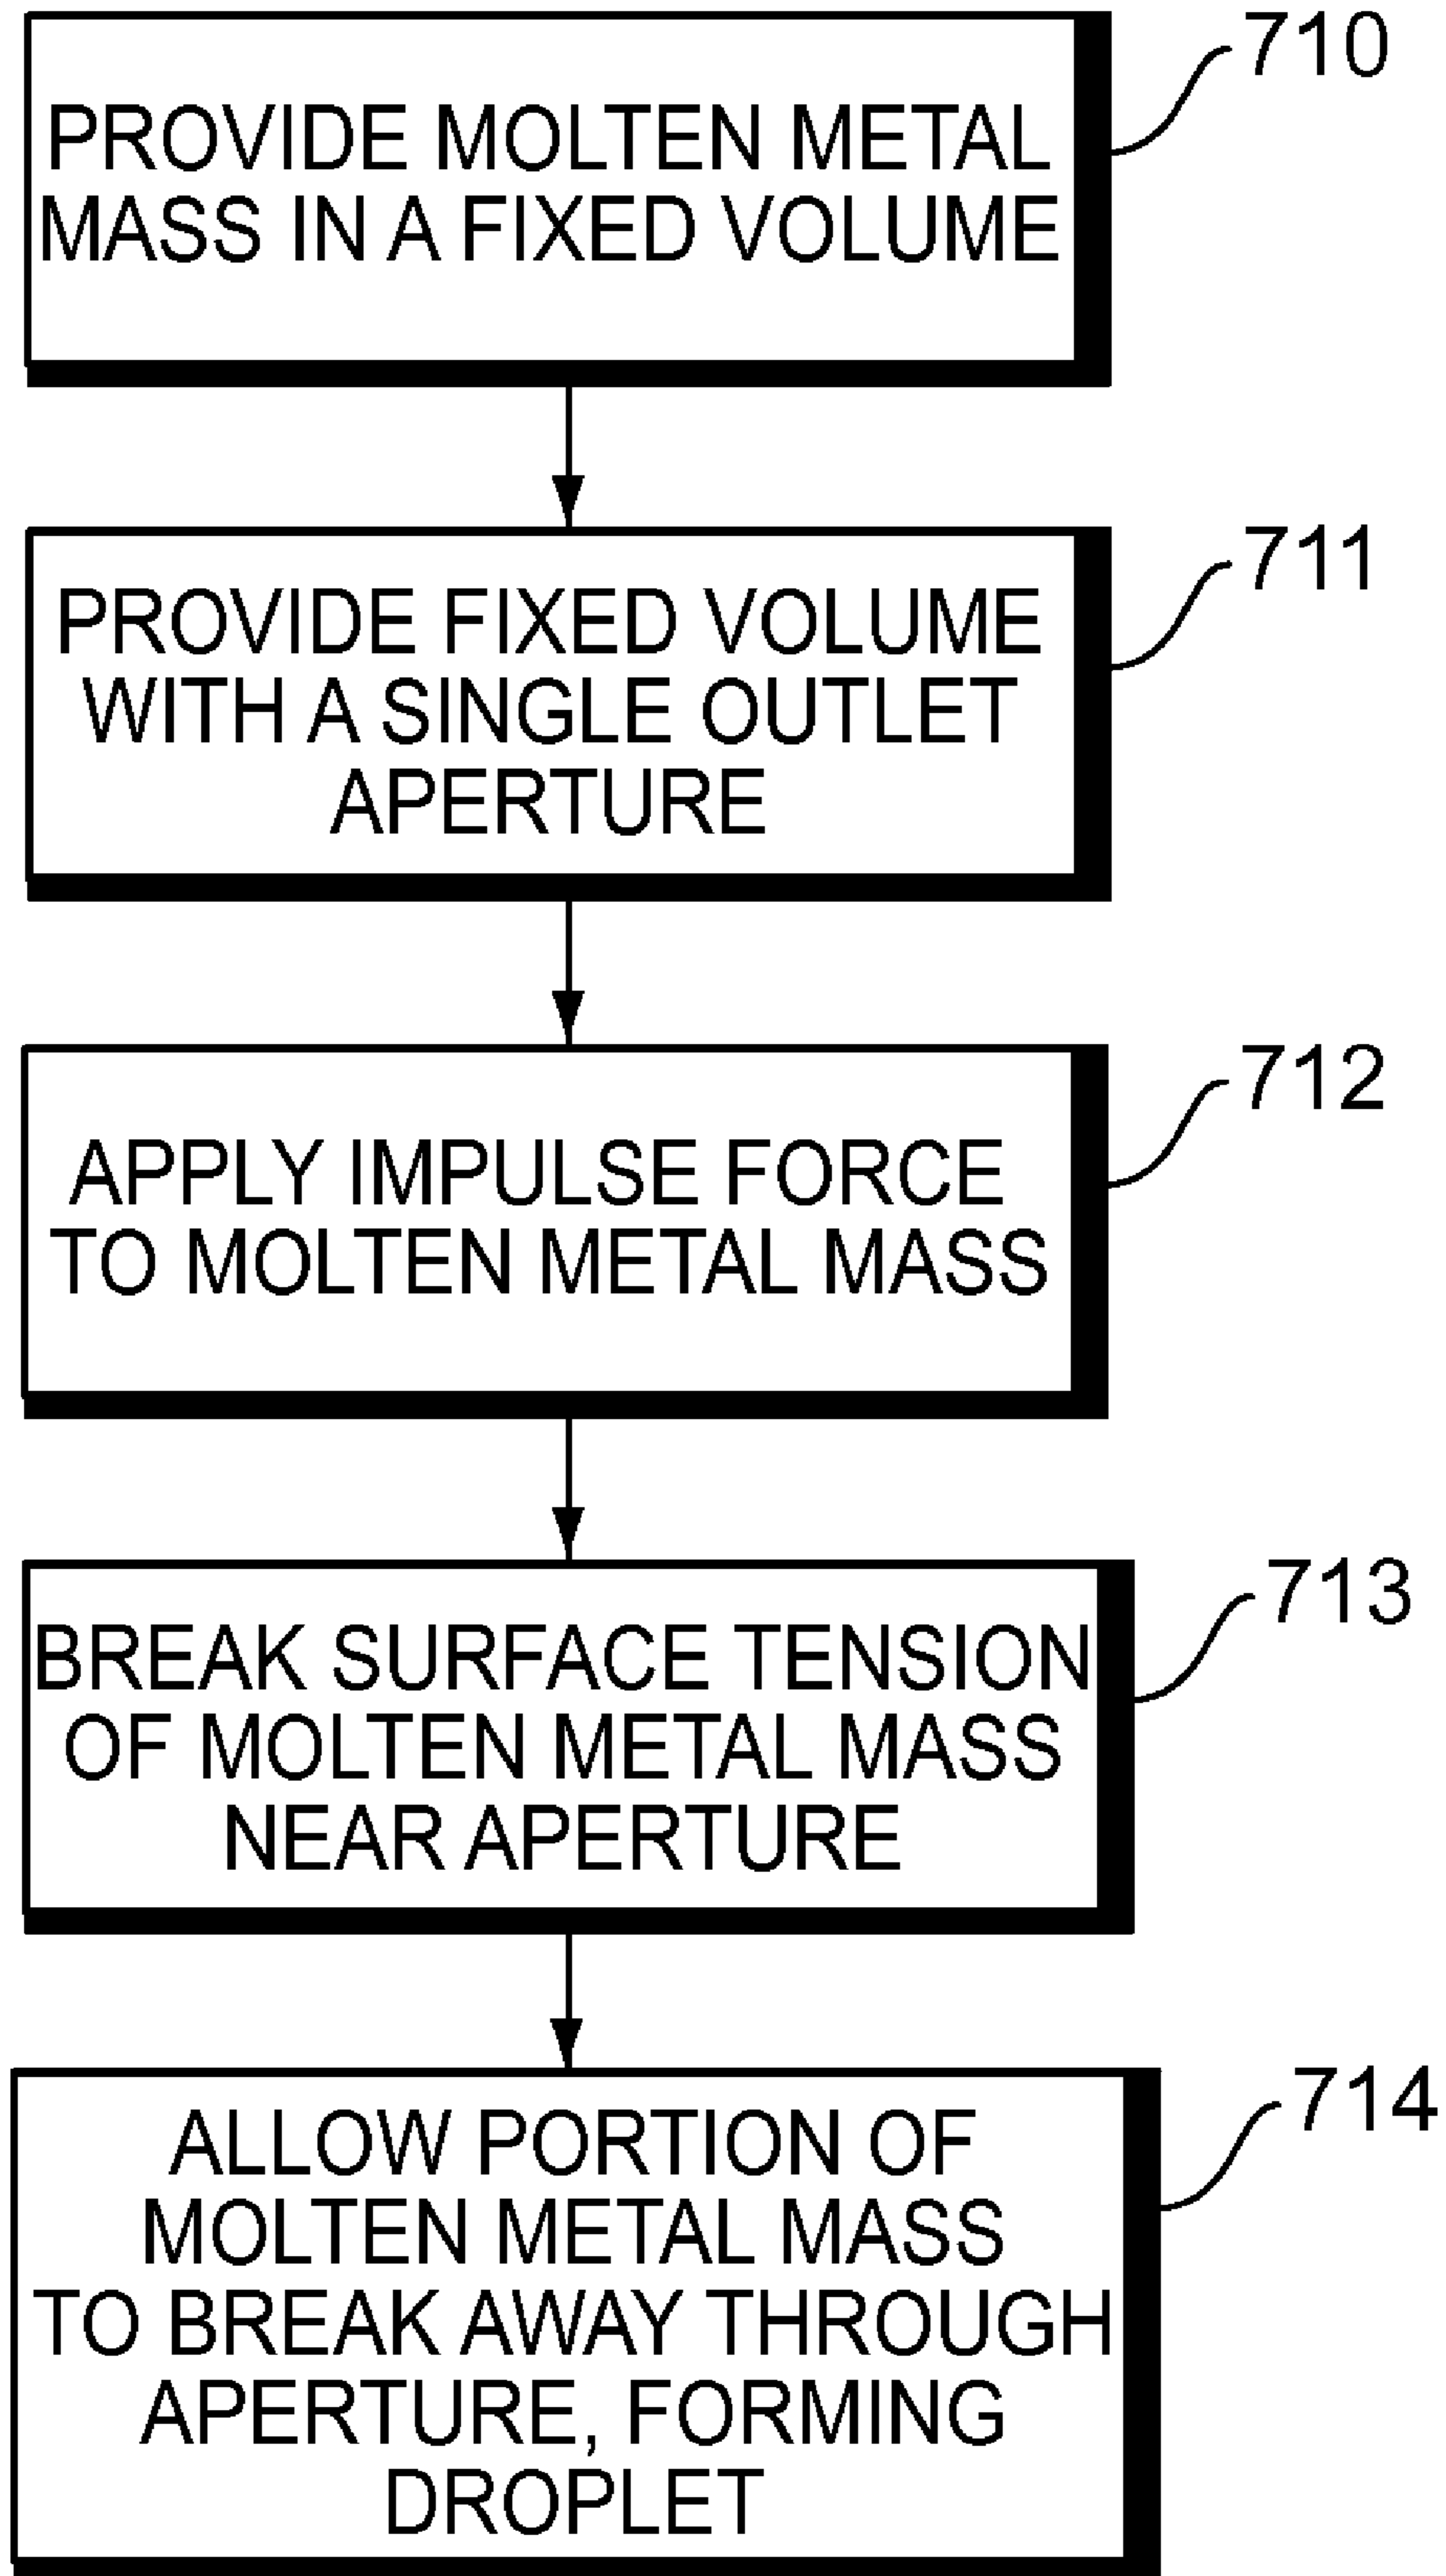 710
PROVIDE MOLTEN METAL
MASS IN A FIXED VOLUME
711
PROVIDE FIXED VOLUME
WITH A SINGLE OUTLET
APERTURE
712
APPLY IMPULSE FORCE
TO MOLTEN METAL MASS
713
BREAK SURFACE TENSION
OF MOLTEN METAL MASS
NEAR APERTURE
714
ALLOW PORTION OF
MOLTEN METAL MASS
TO BREAK AWAY THROUGH
APERTURE, FORMING
DROPLET